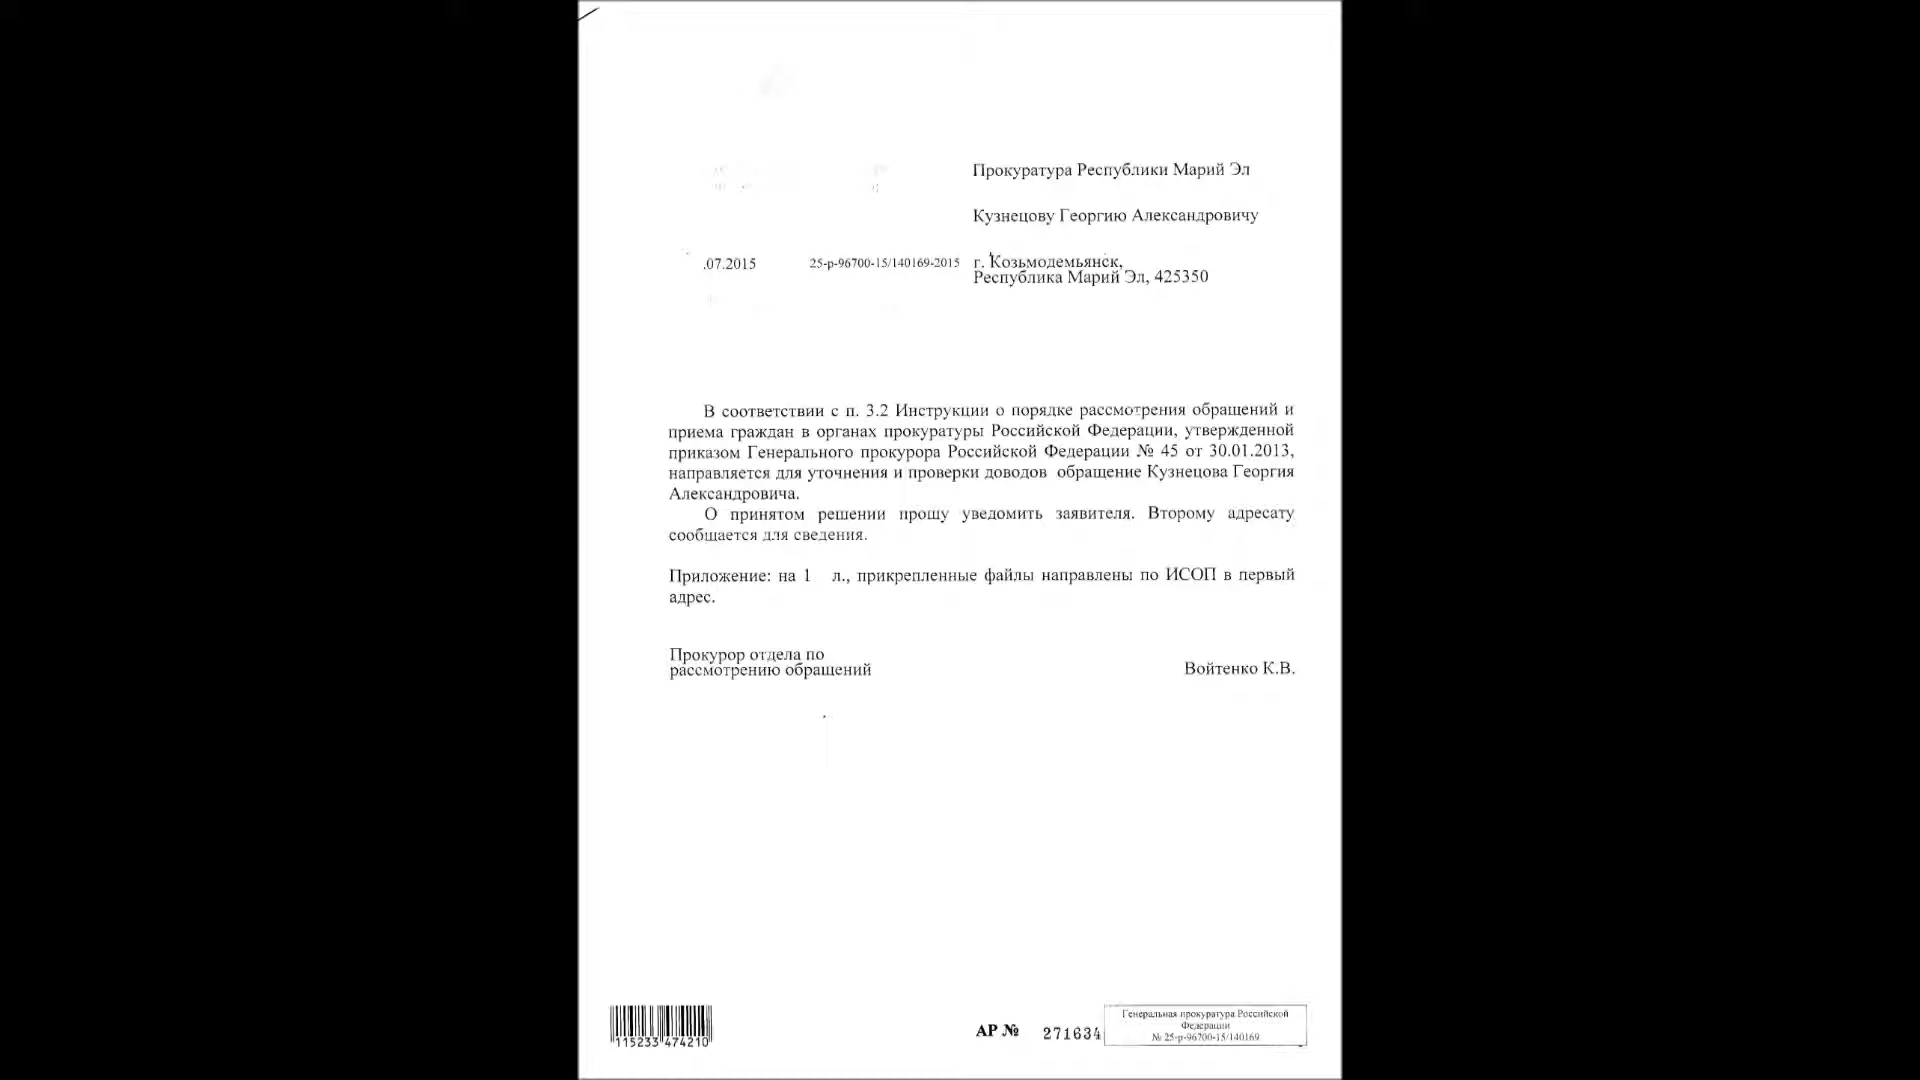 Прокуратура Республики Марий Эл
Кузнецову Георгию Александровичу
.07.2015 25-р-96700-15/140169-2015 г. Козьмодемьянск,
Республика Марий Эл, 425350
В соответствии с п. 3.2 Инструкции о порядке рассмотрения обращений и
приема граждан в органах прокуратуры Российской Федерации, утвержденной
приказом Генерального прокурора Российской Федерации № 45 от 30.01.2013,
направляется для уточнения и проверки доводов обращение Кузнецова Георгия
Александровича.
О принятом решении прошу уведомить заявителя. Второму адресату
сообщается для сведения.
Приложение: на 1 л., прикрепленные файлы направлены по ИСОП в первый
адрес.
Прокурор отдела по
рассмотрению обращений Войтенко К.В.
115233 474210
АР № 271634
Генеральная прокуратура Российской
Федерации
№ 25-р-96700-15/140169